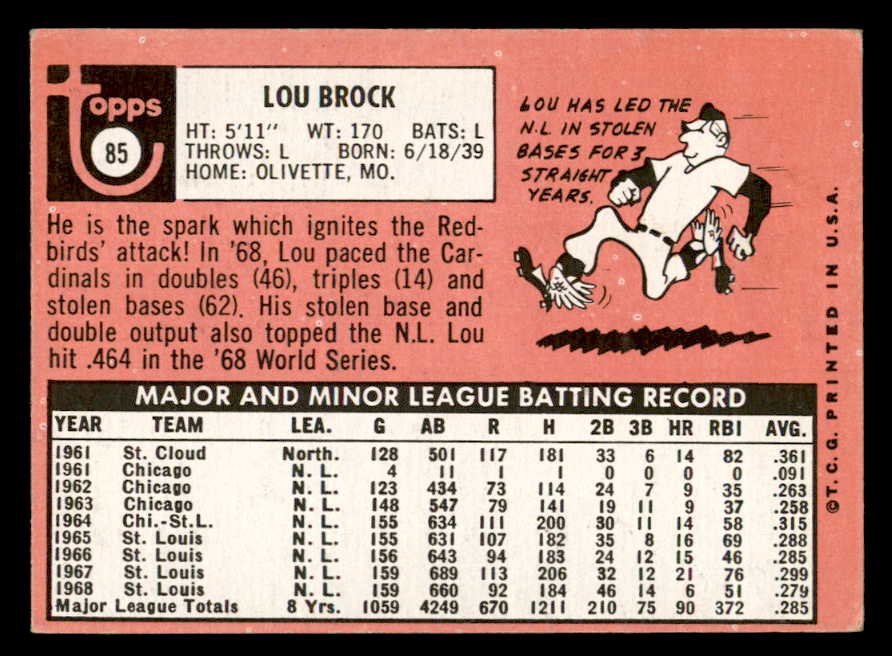 topps
85
LOU BROCK
HT: 5'11" WT: 170 BATS: L
THROWS: L BORN: 6/18/39
HOME: OLIVETTE, MO.
He is the spark which ignites the Red-
birds' attack! In '68, Lou paced the Car-
dinals in doubles (46), triples (14) and
stolen bases (62). His stolen base and
double output also topped the N.L. Lou
hit .464 in the '68 World Series.
LOU HAS LED THE
N.L. IN STOLEN
BASES FOR 3
STRAIGHT
YEARS.
©T.C.G. PRINTED IN U.S.A.
MAJOR AND MINOR LEAGUE BATTING RECORD
YEAR TEAM LEA. G AB R H 2B 3B HR RBI AVG.
1961 St. Cloud North. 128 501 117 181 33 6 14 82 .361
1961 Chicago N. L. 4 11 1 1 0 0 0 0 .091
1962 Chicago N. L. 123 434 73 114 24 7 9 35 .263
1963 Chicago N. L. 148 547 79 141 19 11 9 37 .258
1964 Chi.-St.L. N. L. 155 634 111 200 30 11 14 58 .315
1965 St. Louis N. L. 155 631 107 182 35 8 16 69 .288
1966 St. Louis N. L. 156 643 94 183 24 12 15 46 .285
1967 St. Louis N. L. 159 689 113 206 32 12 21 76 .299
1968 St. Louis N. L. 159 660 92 184 46 14 6 51 .279
Major League Totals 8 Yrs. 1059 4249 670 1211 210 75 90 372 .285